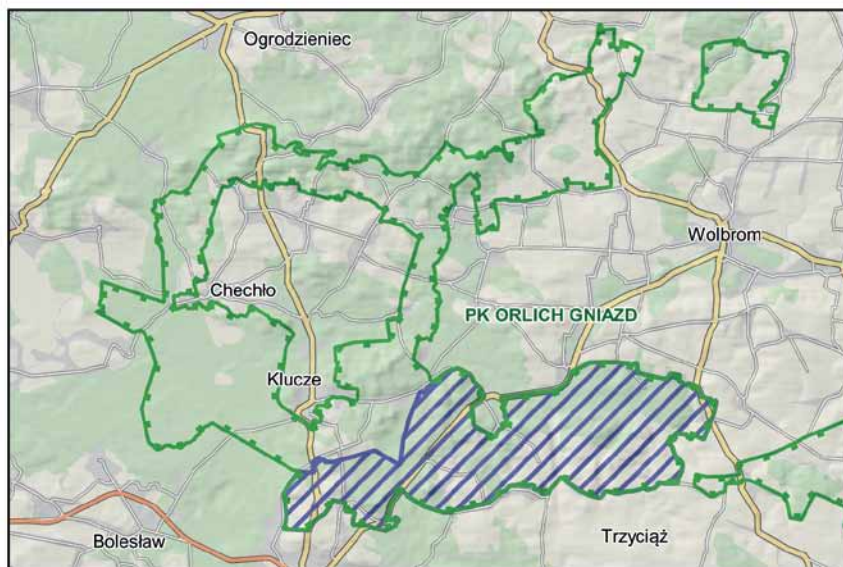 Ogrodzieniec
Wolbrom
Chechło
PK ORLICH GNIAZD
Klucze
Bolesław
Trzyciąż